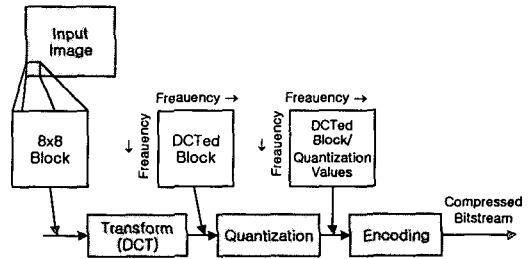 Input
Image
Freauency →
Freauency →
8x8
Block
↓ Freauency
DCTed
Block
↓ Freauency
DCTed
Block/
Quantization
Values
Compressed
Bitstream
Transform
(DCT)
Quantization
Encoding